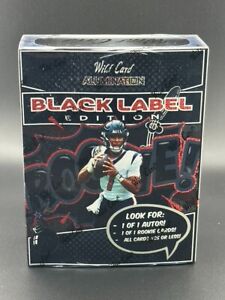 Wild Card
ALUMINATION
BLACK LABEL
EDITION
ROOKIE!
LOOK FOR:
- 1 OF 1 AUTOS!
- 1 OF 1 ROOKIE CARDS!
- ALL CARDS /25 OR LESS!